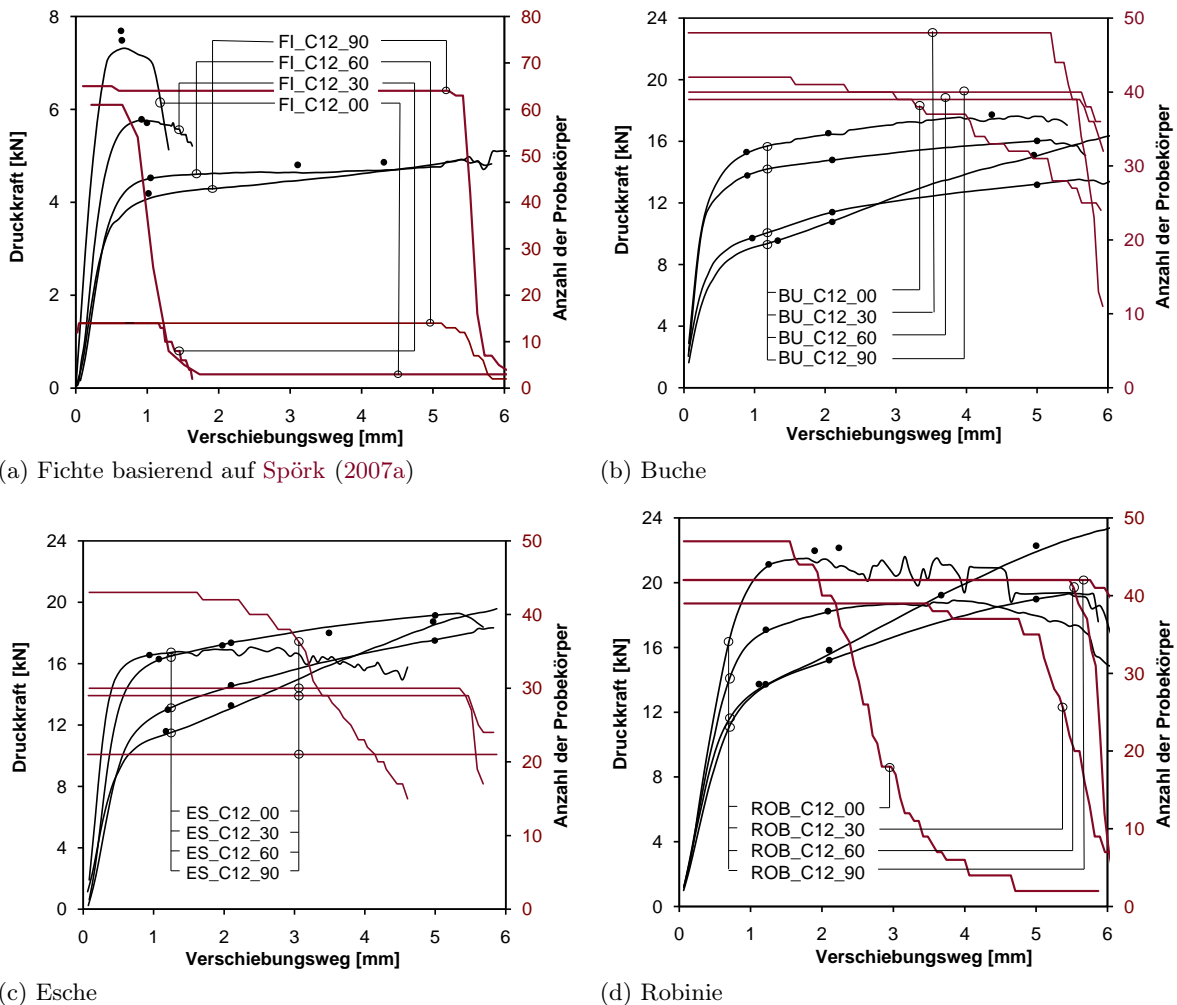 8
6
4
2
0
Druckkraft [kN]
80
70
60
50
40
30
20
10
0
Anzahl der Probekörper
FI_C12_90
FI_C12_60
FI_C12_30
FI_C12_00
0 1 2 3 4 5 6
Verschiebungsweg [mm]
(a) Fichte basierend auf Spörk (2007a)
24
20
16
12
8
4
0
Druckkraft [kN]
50
40
30
20
10
0
Anzahl der Probekörper
BU_C12_00
BU_C12_30
BU_C12_60
BU_C12_90
0 1 2 3 4 5 6
Verschiebungsweg [mm]
(b) Buche
24
20
16
12
8
4
0
Druckkraft [kN]
50
40
30
20
10
0
Anzahl der Probekörper
ES_C12_00
ES_C12_30
ES_C12_60
ES_C12_90
0 1 2 3 4 5 6
Verschiebungsweg [mm]
(c) Esche
24
20
16
12
8
4
0
Druckkraft [kN]
50
40
30
20
10
0
Anzahl der Probekörper
ROB_C12_00
ROB_C12_30
ROB_C12_60
ROB_C12_90
0 1 2 3 4 5 6
Verschiebungsweg [mm]
(d) Robinie